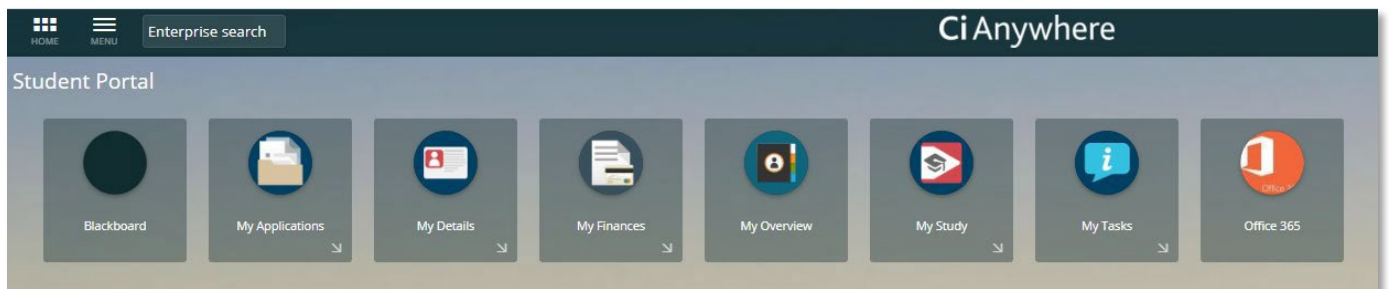 Enterprise search
Ci Anywhere
HOME
MENU
Student Portal
Blackboard
My Applications
My Details
My Finances
My Overview
My Study
My Tasks
Office 365